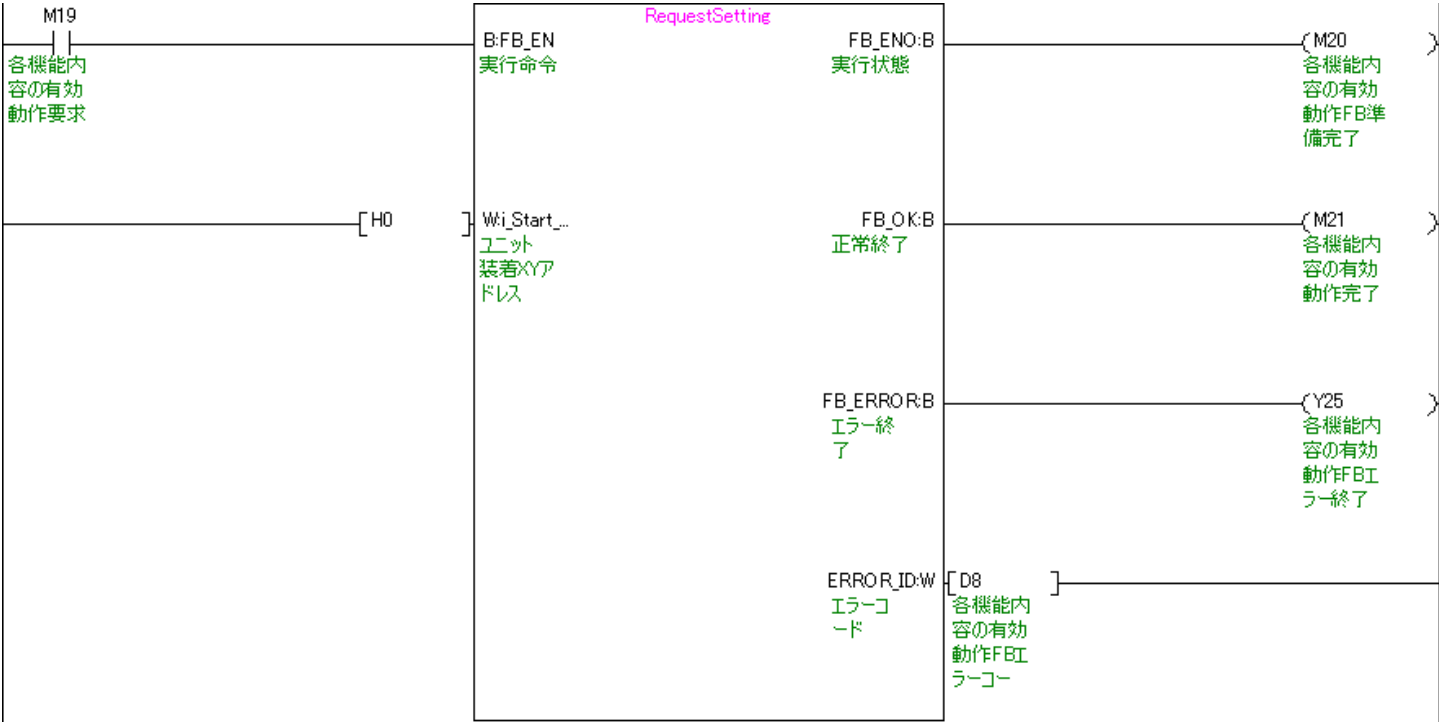 M19
RequestSetting
B:FB_EN
FB_ENO:B
M20
各機能内
容の有効
動作要求
実行命令
実行状態
各機能内
容の有効
動作FB準
備完了
H0
W:i_Start_...
FB_OK:B
M21
ユニット
装着XYア
ドレス
正常終了
各機能内
容の有効
動作完了
FB_ERROR:B
Y25
エラー終
了
各機能内
容の有効
動作FBエ
ラー終了
ERROR_ID:W
D8
エラーコ
ード
各機能内
容の有効
動作FBエ
ラーコー